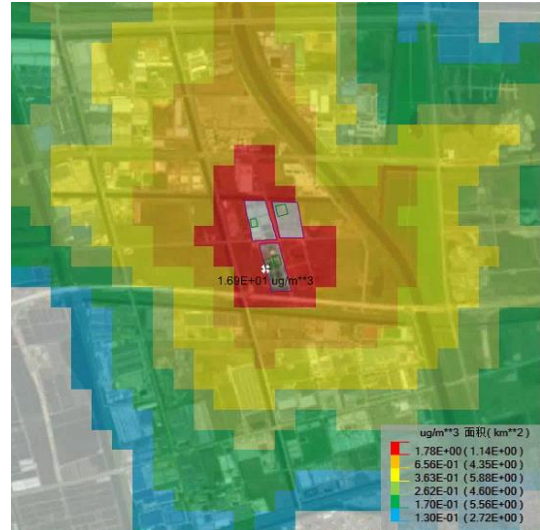 1.69E+01 ug/m**3
ug/m**3 面积( km**2)
1.78E+00 ( 1.14E+00)
6.56E-01 ( 4.35E+00)
3.63E-01 ( 5.88E+00)
2.62E-01 ( 4.60E+00)
1.70E-01 ( 5.56E+00)
1.30E-01 ( 2.72E+00)